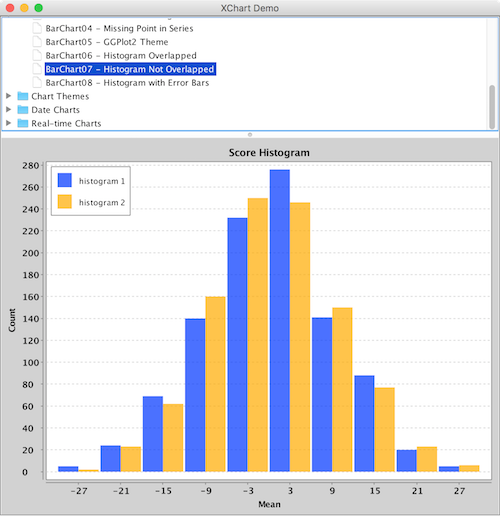 XChart Demo
BarChart04 – Missing Point in Series
BarChart05 – GGPlot2 Theme
BarChart06 – Histogram Overlapped
BarChart07 – Histogram Not Overlapped
BarChart08 – Histogram with Error Bars
Chart Themes
Date Charts
Real-time Charts
Score Histogram
histogram 1
histogram 2
280
260
240
220
200
180
160
140
120
100
80
60
40
20
0
Count
-27 -21 -15 -9 -3 3 9 15 21 27
Mean